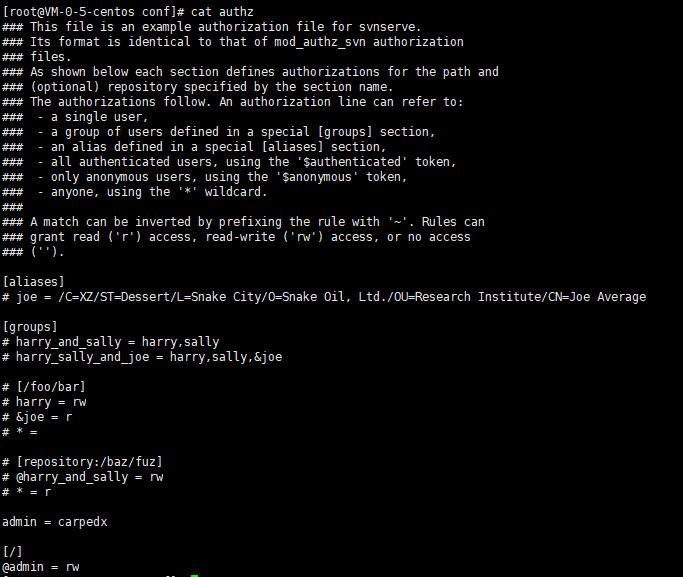 [root@VM-0-5-centos conf]# cat authz
### This file is an example authorization file for svnserve.
### Its format is identical to that of mod_authz_svn authorization
### files.
### As shown below each section defines authorizations for the path and
### (optional) repository specified by the section name.
### The authorizations follow. An authorization line can refer to:
###  - a single user,
###  - a group of users defined in a special [groups] section,
###  - an alias defined in a special [aliases] section,
###  - all authenticated users, using the '$authenticated' token,
###  - only anonymous users, using the '$anonymous' token,
###  - anyone, using the '*' wildcard.
###
### A match can be inverted by prefixing the rule with '~'. Rules can
### grant read ('r') access, read-write ('rw') access, or no access
### ('').

[aliases]
# joe = /C=XZ/ST=Dessert/L=Snake City/O=Snake Oil, Ltd./OU=Research Institute/CN=Joe Average

[groups]
# harry_and_sally = harry,sally
# harry_sally_and_joe = harry,sally,&joe

# [/foo/bar]
# harry = rw
# &joe = r
# * =

# [repository:/baz/fuz]
# @harry_and_sally = rw
# * = r

admin = carpedx

[/]
@admin = rw